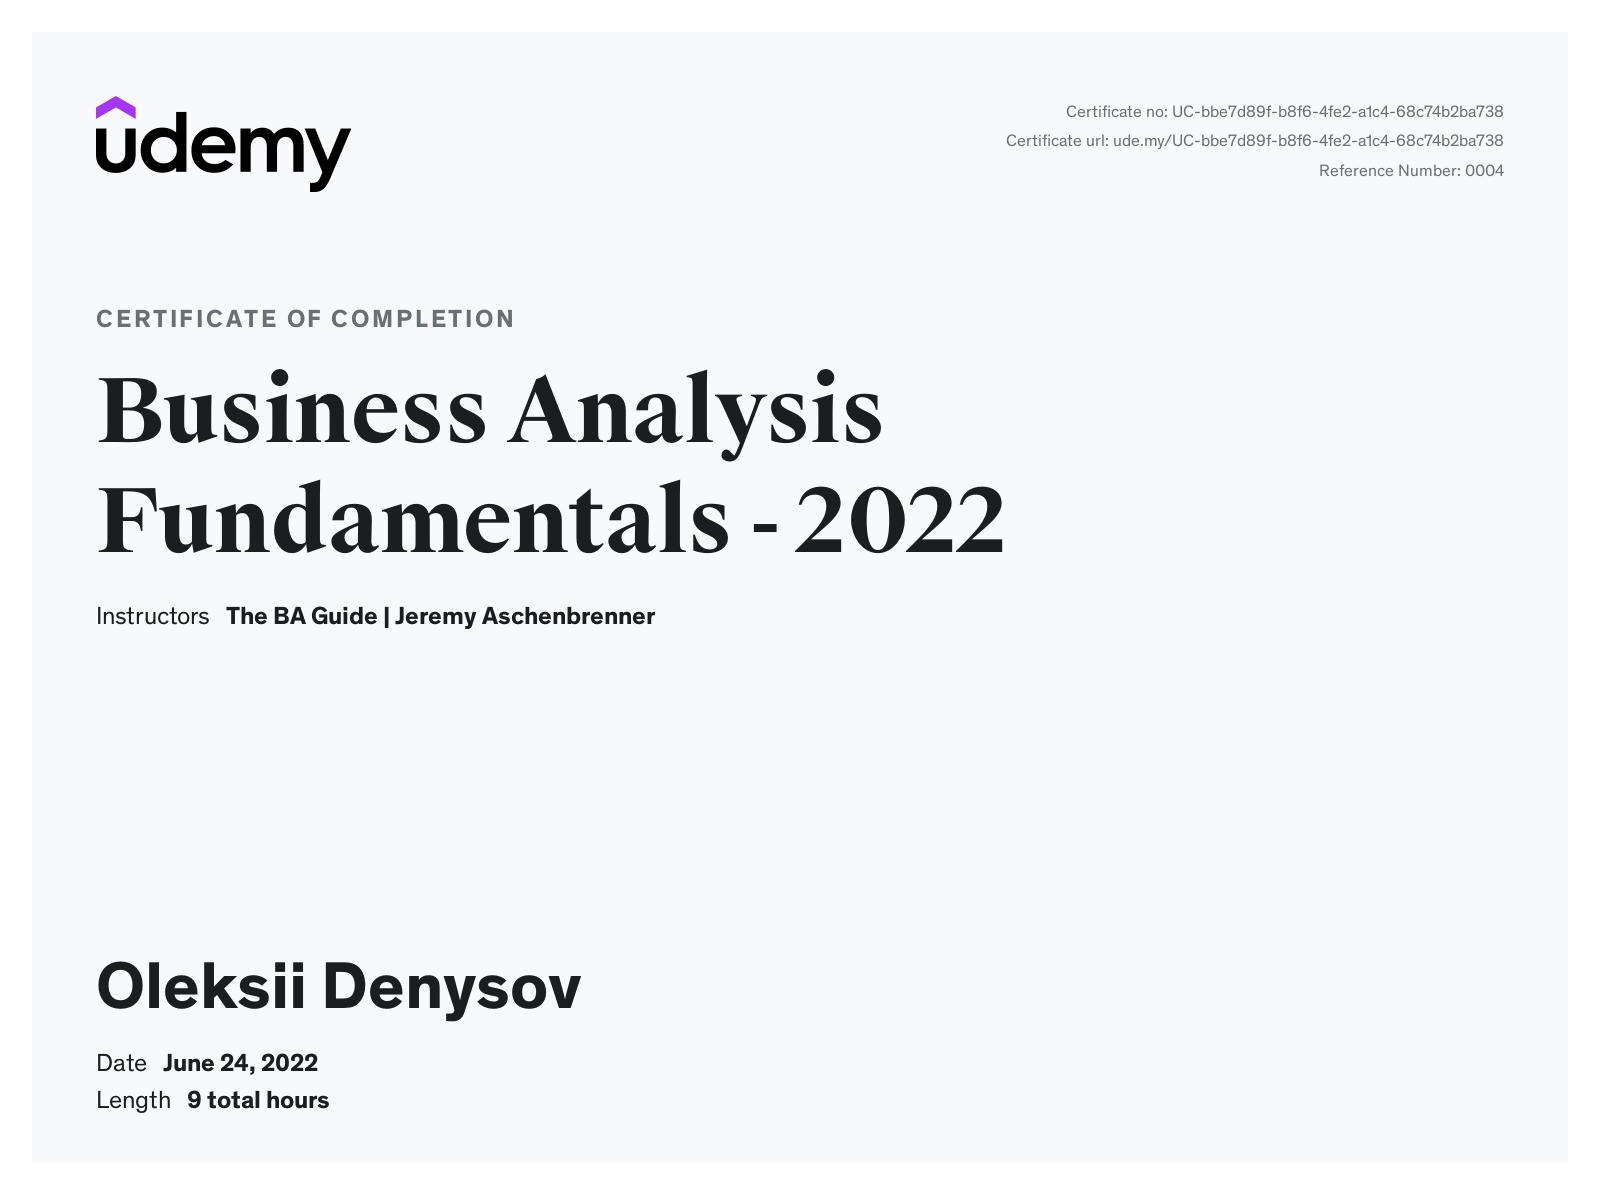 udemy
Certificate no: UC-bbe7d89f-b8f6-4fe2-a1c4-68c74b2ba738
Certificate url: ude.my/UC-bbe7d89f-b8f6-4fe2-a1c4-68c74b2ba738
Reference Number: 0004
CERTIFICATE OF COMPLETION
Business Analysis
Fundamentals - 2022
Instructors The BA Guide | Jeremy Aschenbrenner
Oleksii Denysov
Date June 24, 2022
Length 9 total hours